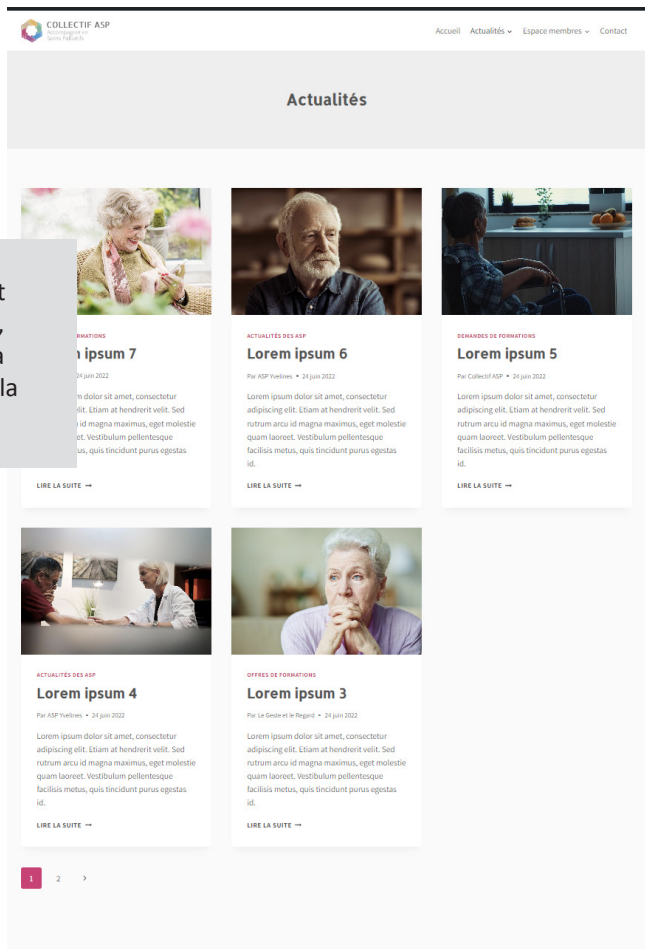 COLLECTIF ASP
Accompagner en
Soins Palliatifs
Accueil Actualités Espace membres Contact
Actualités
t
,
a
la
RMATIONS
ipsum 7
24 juin 2022
dolor sit amet, consectetur
elit. Etiam at hendrerit velit. Sed
id magna maximus, eget molestie
et. Vestibulum pellentesque
us, quis tincidunt purus egestas
LIRE LA SUITE →
ACTUALITÉS DES ASP
Lorem ipsum 6
Par ASP Yvelines • 24 juin 2022
Lorem ipsum dolor sit amet, consectetur
adipiscing elit. Etiam at hendrerit velit. Sed
rutrum arcu id magna maximus, eget molestie
quam laoreet. Vestibulum pellentesque
facilisis metus, quis tincidunt purus egestas
id.
LIRE LA SUITE →
DEMANDES DE FORMATIONS
Lorem ipsum 5
Par Collectif ASP • 24 juin 2022
Lorem ipsum dolor sit amet, consectetur
adipiscing elit. Etiam at hendrerit velit. Sed
rutrum arcu id magna maximus, eget molestie
quam laoreet. Vestibulum pellentesque
facilisis metus, quis tincidunt purus egestas
id.
LIRE LA SUITE →
ACTUALITÉS DES ASP
Lorem ipsum 4
Par ASP Yvelines • 24 juin 2022
Lorem ipsum dolor sit amet, consectetur
adipiscing elit. Etiam at hendrerit velit. Sed
rutrum arcu id magna maximus, eget molestie
quam laoreet. Vestibulum pellentesque
facilisis metus, quis tincidunt purus egestas
id.
LIRE LA SUITE →
OFFRES DE FORMATIONS
Lorem ipsum 3
Par Le Geste et le Regard • 24 juin 2022
Lorem ipsum dolor sit amet, consectetur
adipiscing elit. Etiam at hendrerit velit. Sed
rutrum arcu id magna maximus, eget molestie
quam laoreet. Vestibulum pellentesque
facilisis metus, quis tincidunt purus egestas
id.
LIRE LA SUITE →
1 2 >